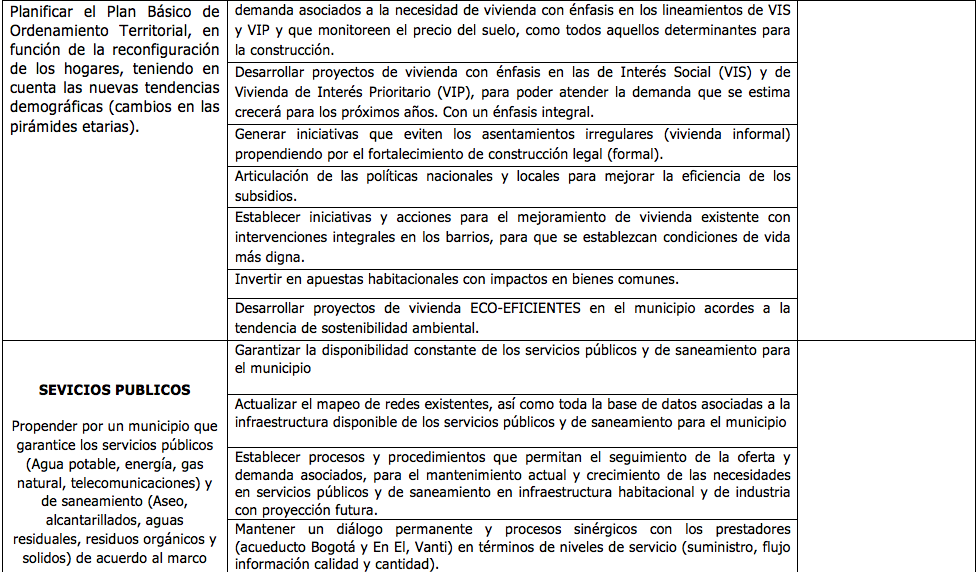 Planificar el Plan Básico de
Ordenamiento Territorial, en
función de la reconfiguración
de los hogares, teniendo en
cuenta las nuevas tendencias
demográficas (cambios en las
pirámides etarias).
demanda asociados a la necesidad de vivienda con énfasis en los lineamientos de VIS
y VIP y que monitoreen el precio del suelo, como todos aquellos determinantes para
la construcción.
Desarrollar proyectos de vivienda con énfasis en las de Interés Social (VIS) y de
Vivienda de Interés Prioritario (VIP), para poder atender la demanda que se estima
crecerá para los próximos años. Con un énfasis integral.
Generar iniciativas que eviten los asentamientos irregulares (vivienda informal)
propendiendo por el fortalecimiento de construcción legal (formal).
Articulación de las políticas nacionales y locales para mejorar la eficiencia de los
subsidios.
Establecer iniciativas y acciones para el mejoramiento de vivienda existente con
intervenciones integrales en los barrios, para que se establezcan condiciones de vida
más digna.
Invertir en apuestas habitacionales con impactos en bienes comunes.
Desarrollar proyectos de vivienda ECO-EFICIENTES en el municipio acordes a la
tendencia de sostenibilidad ambiental.
SEVICIOS PUBLICOS
Propender por un municipio que
garantice los servicios públicos
(Agua potable, energía, gas
natural, telecomunicaciones) y
de saneamiento (Aseo,
alcantarillados, aguas
residuales, residuos orgánicos y
solidos) de acuerdo al marco
Garantizar la disponibilidad constante de los servicios públicos y de saneamiento para
el municipio
Actualizar el mapeo de redes existentes, así como toda la base de datos asociadas a la
infraestructura disponible de los servicios públicos y de saneamiento para el municipio
Establecer procesos y procedimientos que permitan el seguimiento de la oferta y
demanda asociados, para el mantenimiento actual y crecimiento de las necesidades
en servicios públicos y de saneamiento en infraestructura habitacional y de industria
con proyección futura.
Mantener un diálogo permanente y procesos sinérgicos con los prestadores
(acueducto Bogotá y En El, Vanti) en términos de niveles de servicio (suministro, flujo
información calidad y cantidad).